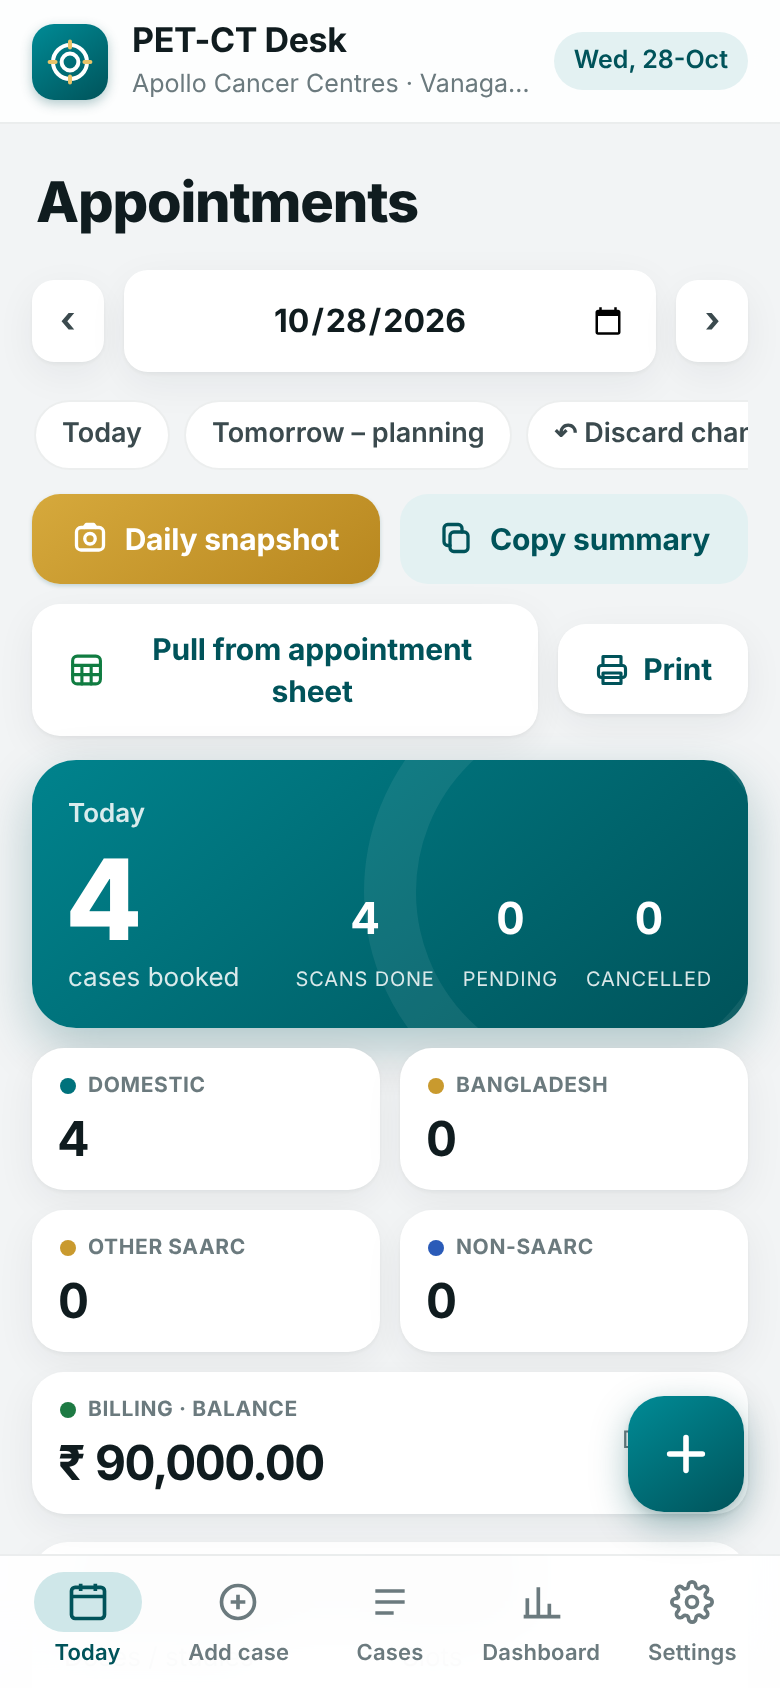 PET-CT Desk
Apollo Cancer Centres · Vanaga...
Wed, 28-Oct
Appointments
‹
10/28/2026
›
Today
Tomorrow – planning
↶ Discard char
Daily snapshot
Copy summary
Pull from appointment
sheet
Print
Today
4
cases booked
4
SCANS DONE
0
PENDING
0
CANCELLED
DOMESTIC
4
BANGLADESH
0
OTHER SAARC
0
NON-SAARC
0
BILLING · BALANCE
₹ 90,000.00
+
Today
Add case
Cases
Dashboard
Settings